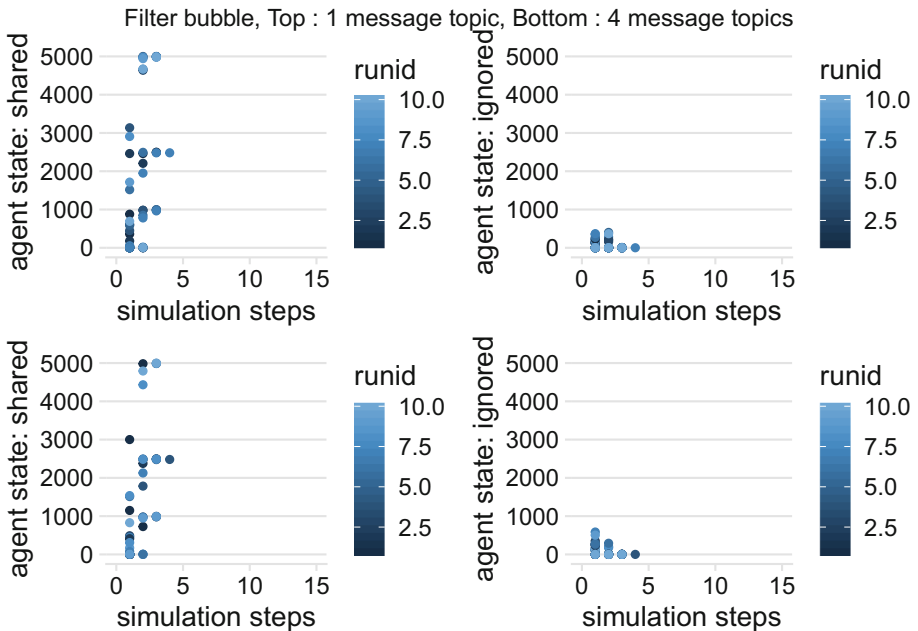 Filter bubble, Top : 1 message topic, Bottom : 4 message topics
agent state: shared
5000
4000
3000
2000
1000
0
0 5 10 15
simulation steps
runid
10.0
7.5
5.0
2.5
agent state: ignored
5000
4000
3000
2000
1000
0
0 5 10 15
simulation steps
runid
10.0
7.5
5.0
2.5
agent state: shared
5000
4000
3000
2000
1000
0
0 5 10 15
simulation steps
runid
10.0
7.5
5.0
2.5
agent state: ignored
5000
4000
3000
2000
1000
0
0 5 10 15
simulation steps
runid
10.0
7.5
5.0
2.5